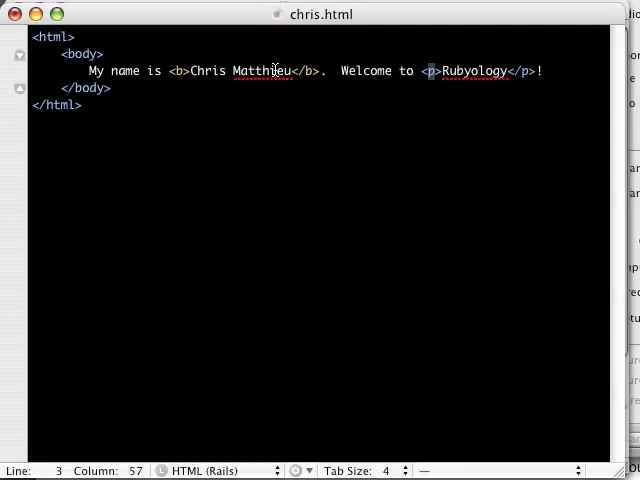 chris.html
<html>
<body>
My name is <b>Chris Matthieu</b>.  Welcome to <p>Rubyology</p>!
</body>
</html>
Line: 3 Column: 57 L HTML (Rails) Tab Size: 4 —